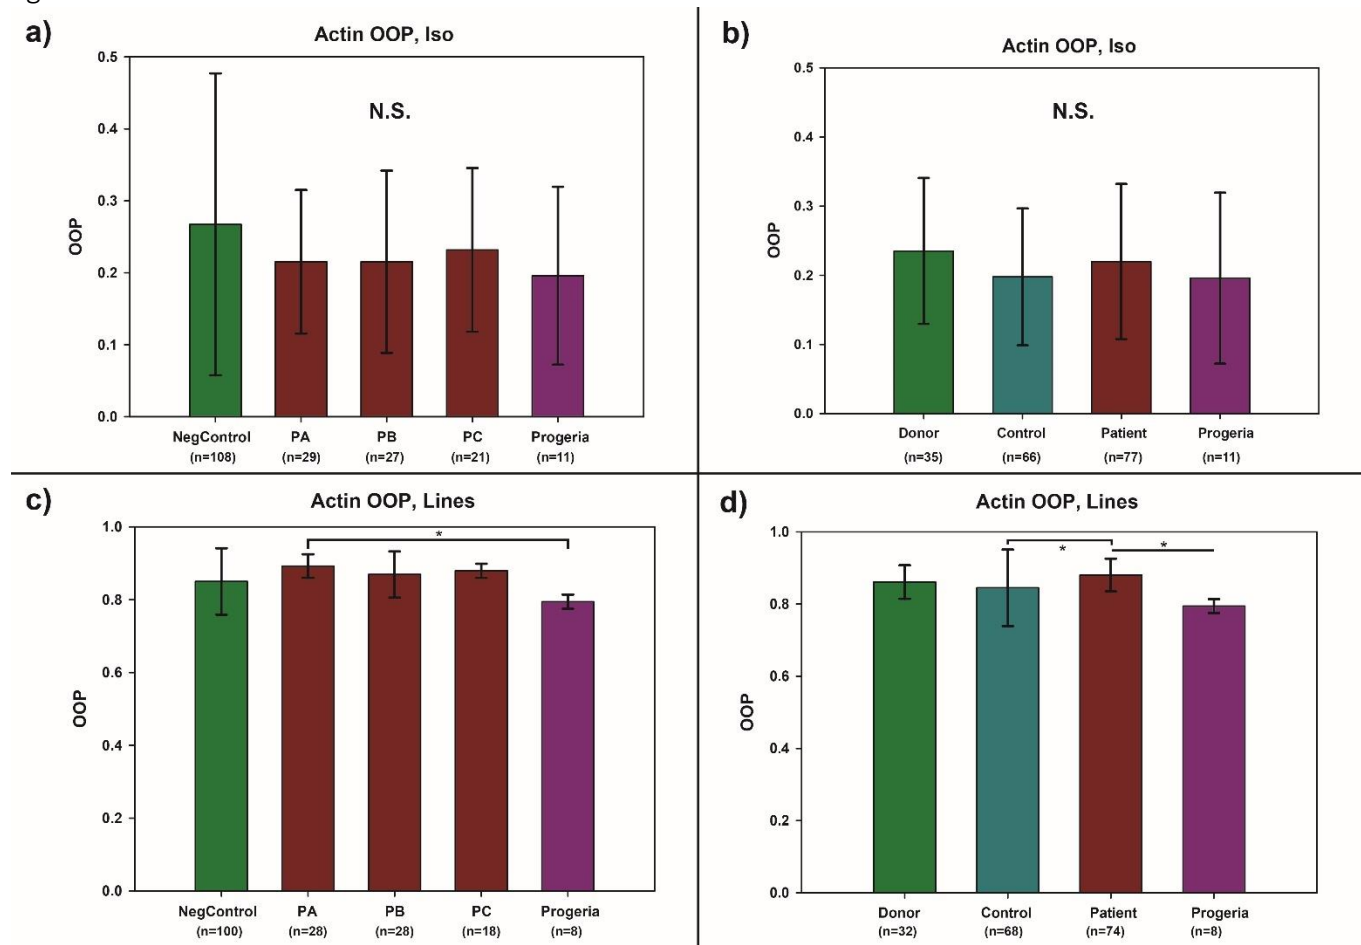 a)
Actin OOP, Iso
0.5
0.4
0.3
0.2
0.1
0.0
OOP
N.S.
NegControl PA PB PC Progeria
(n=108) (n=29) (n=27) (n=21) (n=11)
b)
Actin OOP, Iso
0.5
0.4
0.3
0.2
0.1
0.0
OOP
N.S.
Donor Control Patient Progeria
(n=35) (n=66) (n=77) (n=11)
c)
Actin OOP, Lines
1.0
0.8
0.6
0.4
0.2
0.0
OOP
*
NegControl PA PB PC Progeria
(n=100) (n=28) (n=28) (n=18) (n=8)
d)
Actin OOP, Lines
1.0
0.8
0.6
0.4
0.2
0.0
OOP
* *
Donor Control Patient Progeria
(n=32) (n=68) (n=74) (n=8)